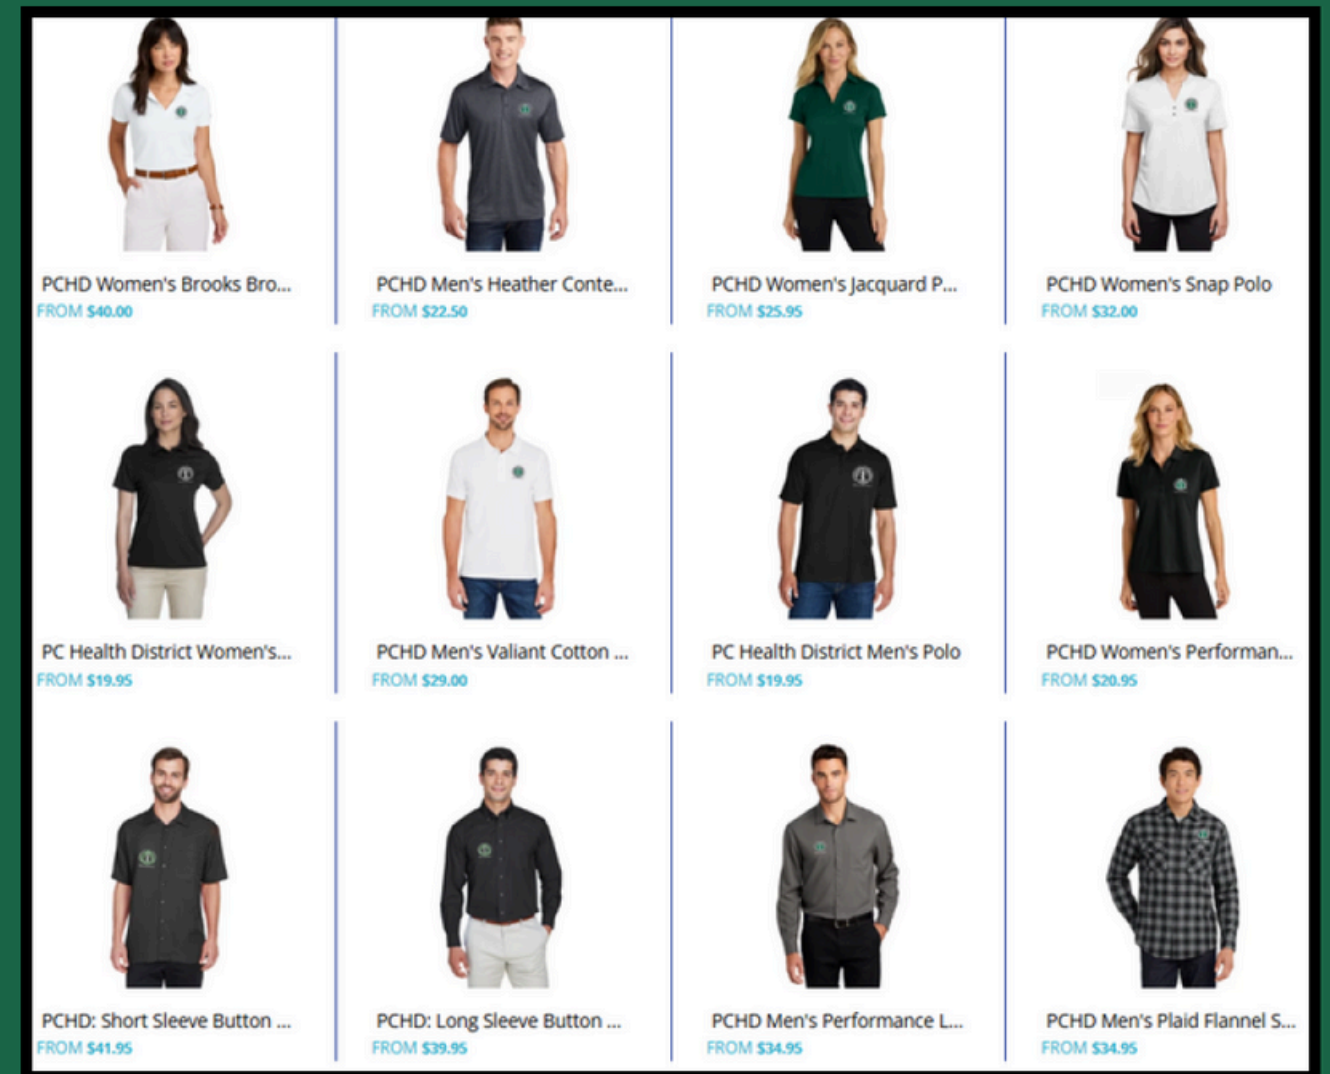 PCHD Women's Brooks Bro...
FROM $40.00
PCHD Men's Heather Conte...
FROM $22.50
PCHD Women's Jacquard P...
FROM $25.95
PCHD Women's Snap Polo
FROM $32.00
PC Health District Women's...
FROM $19.95
PCHD Men's Valiant Cotton ...
FROM $29.00
PC Health District Men's Polo
FROM $19.95
PCHD Women's Performan...
FROM $20.95
PCHD: Short Sleeve Button ...
FROM $41.95
PCHD: Long Sleeve Button ...
FROM $39.95
PCHD Men's Performance L...
FROM $34.95
PCHD Men's Plaid Flannel S...
FROM $34.95